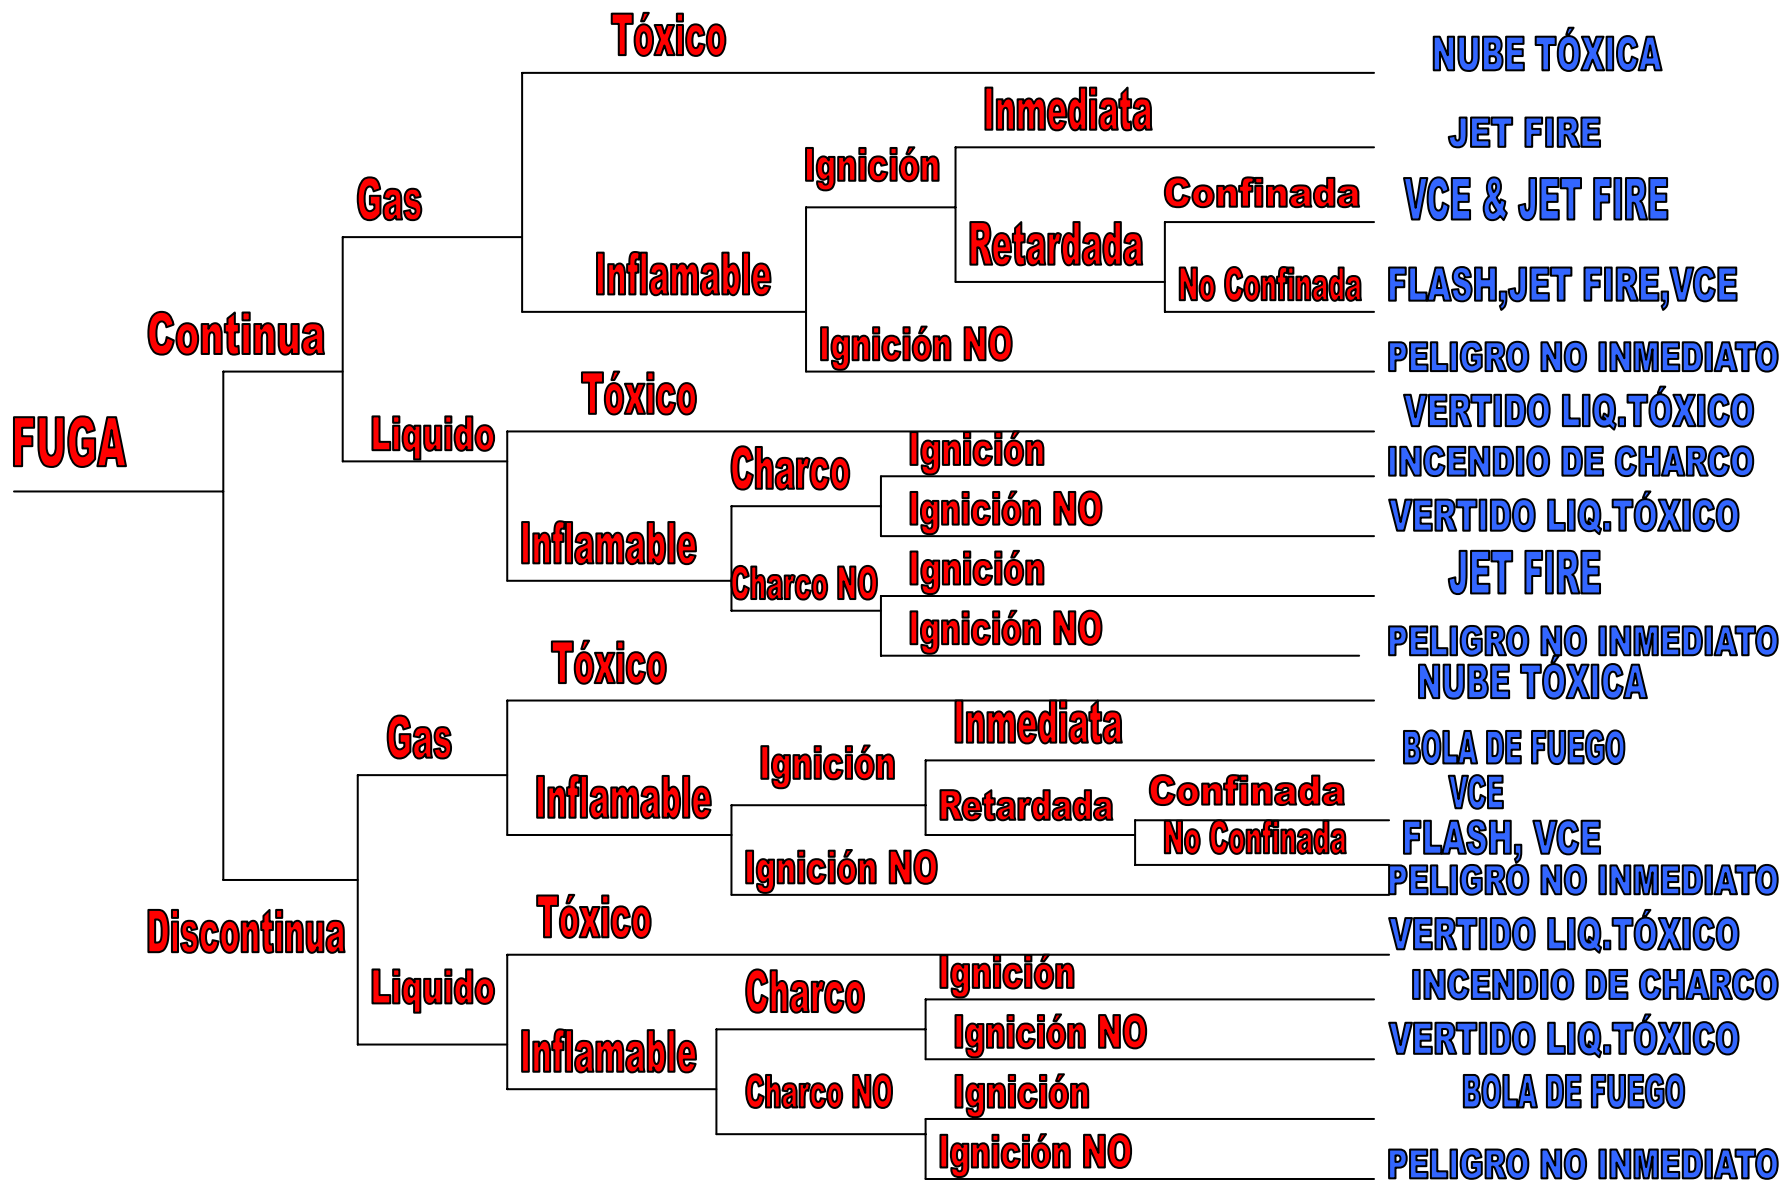 Tóxico
NUBE TÓXICA
Inmediata
JET FIRE
Ignición
Gas
Confinada
VCE & JET FIRE
Retardada
Inflamable
No Confinada
FLASH,JET FIRE,VCE
Continua
Ignición NO
PELIGRO NO INMEDIATO
Tóxico
VERTIDO LIQ.TÓXICO
FUGA
Liquido
Ignición
INCENDIO DE CHARCO
Charco
Ignición NO
VERTIDO LIQ.TÓXICO
Inflamable
Ignición
JET FIRE
Charco NO
Ignición NO
PELIGRO NO INMEDIATO
Tóxico
NUBE TÓXICA
Inmediata
Gas
BOLA DE FUEGO
Ignición
Confinada
VCE
Inflamable
Retardada
No Confinada
FLASH, VCE
Ignición NO
PELIGRO NO INMEDIATO
Tóxico
Discontinua
VERTIDO LIQ.TÓXICO
Ignición
INCENDIO DE CHARCO
Liquido
Charco
Ignición NO
VERTIDO LIQ.TÓXICO
Inflamable
Charco NO
Ignición
BOLA DE FUEGO
Ignición NO
PELIGRO NO INMEDIATO